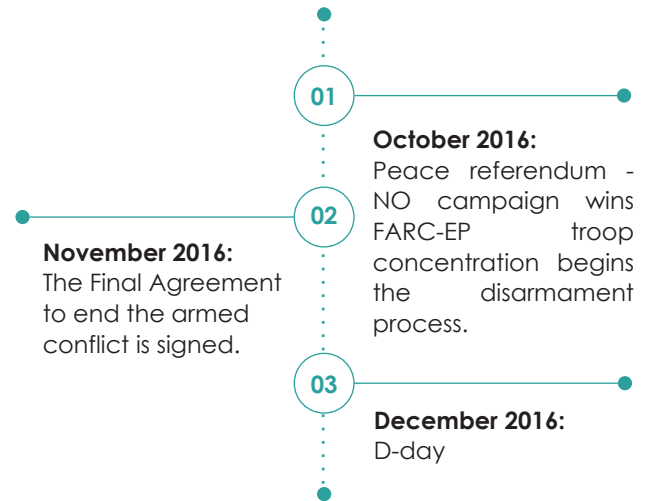 01
October 2016:
Peace referendum -
NO campaign wins
FARC-EP troop
concentration begins
the disarmament
process.
02
November 2016:
The Final Agreement
to end the armed
conflict is signed.
03
December 2016:
D-day